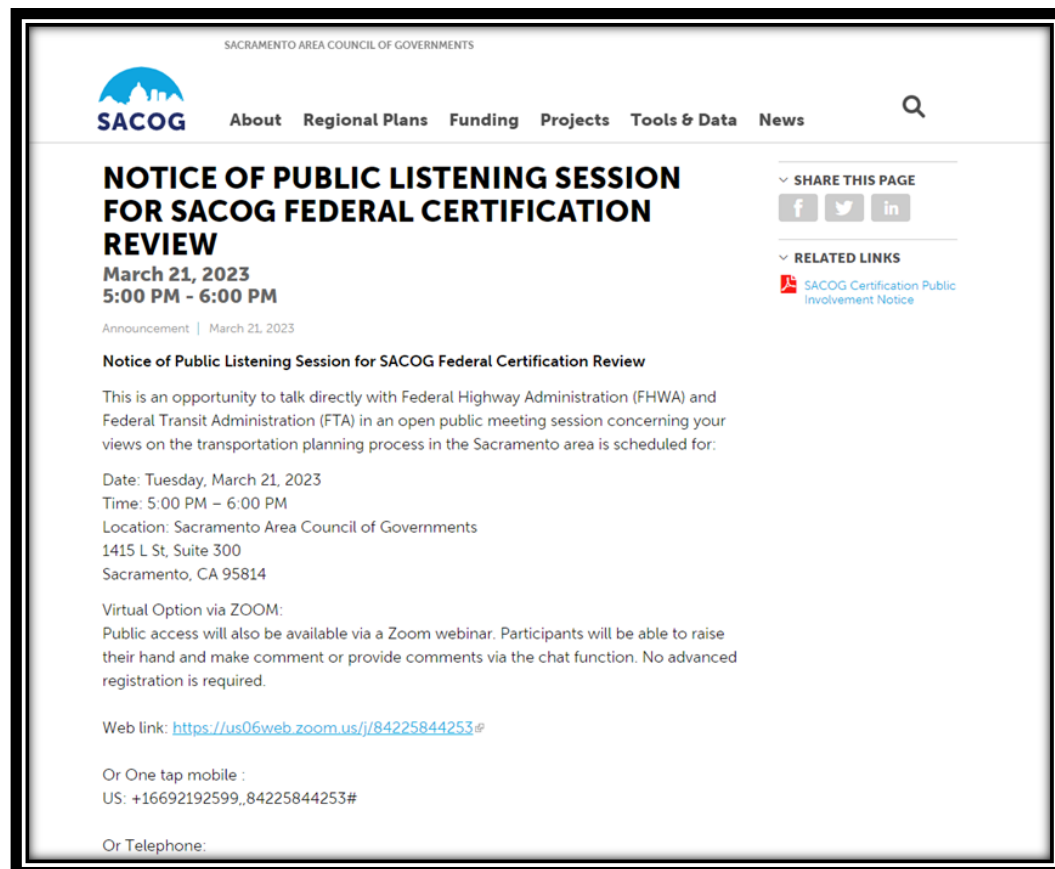 SACRAMENTO AREA COUNCIL OF GOVERNMENTS
SACOG
About Regional Plans Funding Projects Tools & Data News
NOTICE OF PUBLIC LISTENING SESSION
FOR SACOG FEDERAL CERTIFICATION
REVIEW
March 21, 2023
5:00 PM - 6:00 PM
Announcement | March 21, 2023
Notice of Public Listening Session for SACOG Federal Certification Review
This is an opportunity to talk directly with Federal Highway Administration (FHWA) and
Federal Transit Administration (FTA) in an open public meeting session concerning your
views on the transportation planning process in the Sacramento area is scheduled for:
Date: Tuesday, March 21, 2023
Time: 5:00 PM – 6:00 PM
Location: Sacramento Area Council of Governments
1415 L St, Suite 300
Sacramento, CA 95814
Virtual Option via ZOOM:
Public access will also be available via a Zoom webinar. Participants will be able to raise
their hand and make comment or provide comments via the chat function. No advanced
registration is required.
Web link: https://us06web.zoom.us/j/84225844253
Or One tap mobile :
US: +16692192599,,84225844253#
Or Telephone:
SHARE THIS PAGE
f in
RELATED LINKS
SACOG Certification Public
Involvement Notice